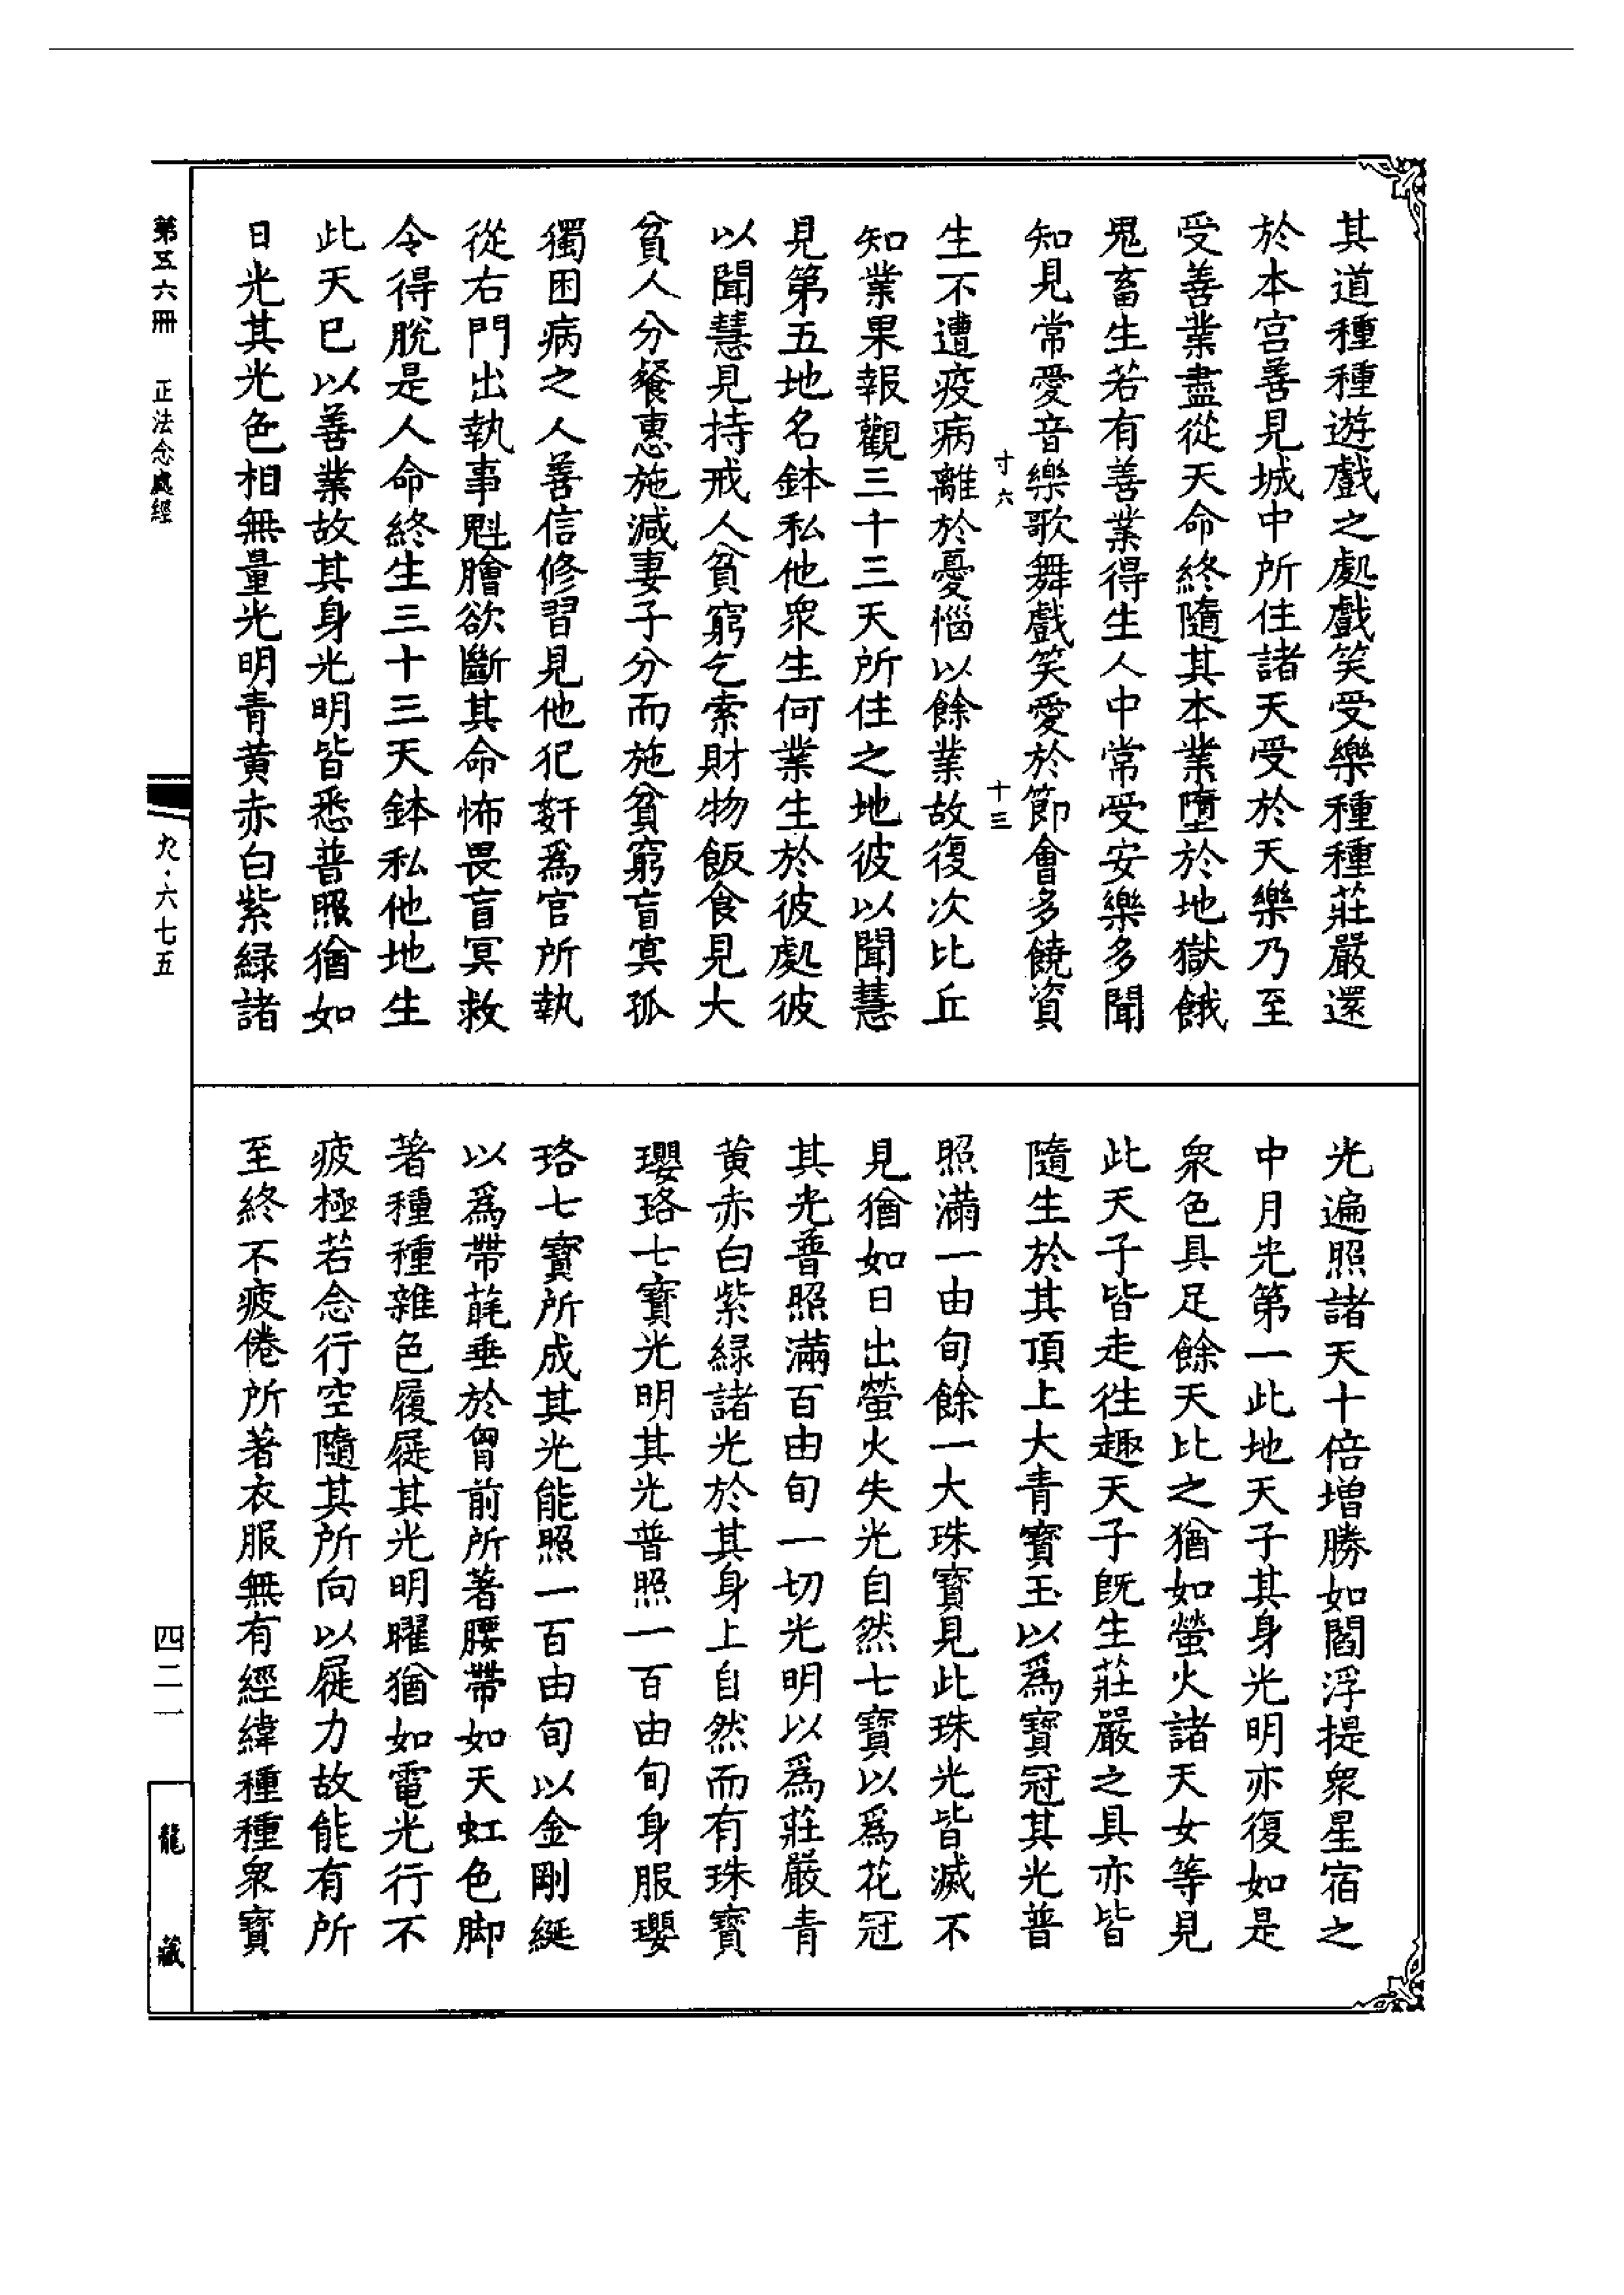 其道種種遊戲之處戲笑受樂種種莊嚴還
於本宫善見城中所住諸天受於天樂乃至
受善業盡從天命終隨其本業墮於地獄餓
鬼畜生若有善業得生人中常受安樂多聞
知見常愛音樂歌舞戲笑愛於節會多饒資
寸六 十三
生不遭疫病離於憂惱以餘業故復次比丘
知業果報觀三十三天所住之地彼以聞慧
見第五地名鉢私他衆生何業生於彼處彼
以聞慧見持戒人貧窮乞索財物飯食見大
貧人分餐惠施減妻子分而施貧窮盲冥孤
獨困病之人善信修習見他犯姧爲官所執
從右門出執事魁膾欲斷其命怖畏盲冥救
令得脫是人命終生三十三天鉢私他地生
此天巳以善業故其身光明皆悉普照猶如
日光其光色相無量光明青黄赤白紫緑諸
光遍照諸天十倍增勝如閻浮提衆星宿之
中月光第一此地天子其身光明亦復如是
衆色具足餘天比之猶如螢火諸天女等見
此天子皆走往趣天子既生莊嚴之具亦皆
隨生於其頂上大青寶玉以爲寶冠其光普
照滿一由旬餘一大珠寶見此珠光皆滅不
見猶如日出螢火失光自然七寶以爲花冠
其光普照滿百由旬一切光明以爲莊嚴青
黄赤白紫緑諸光於其身上自然而有珠寶
瓔珞七寶光明其光普照一百由旬身服瓔
珞七寶所成其光能照一百由旬以金剛綖
以爲帶毦垂於胷前所著腰帶如天虹色脚
著種種雜色履屣其光明曜猶如電光行不
疲極若念行空隨其所向以屣力故能有所
至終不疲倦所著衣服無有經緯種種衆寶
第五六冊 正法念處經
九·六七五
四二一
龍藏